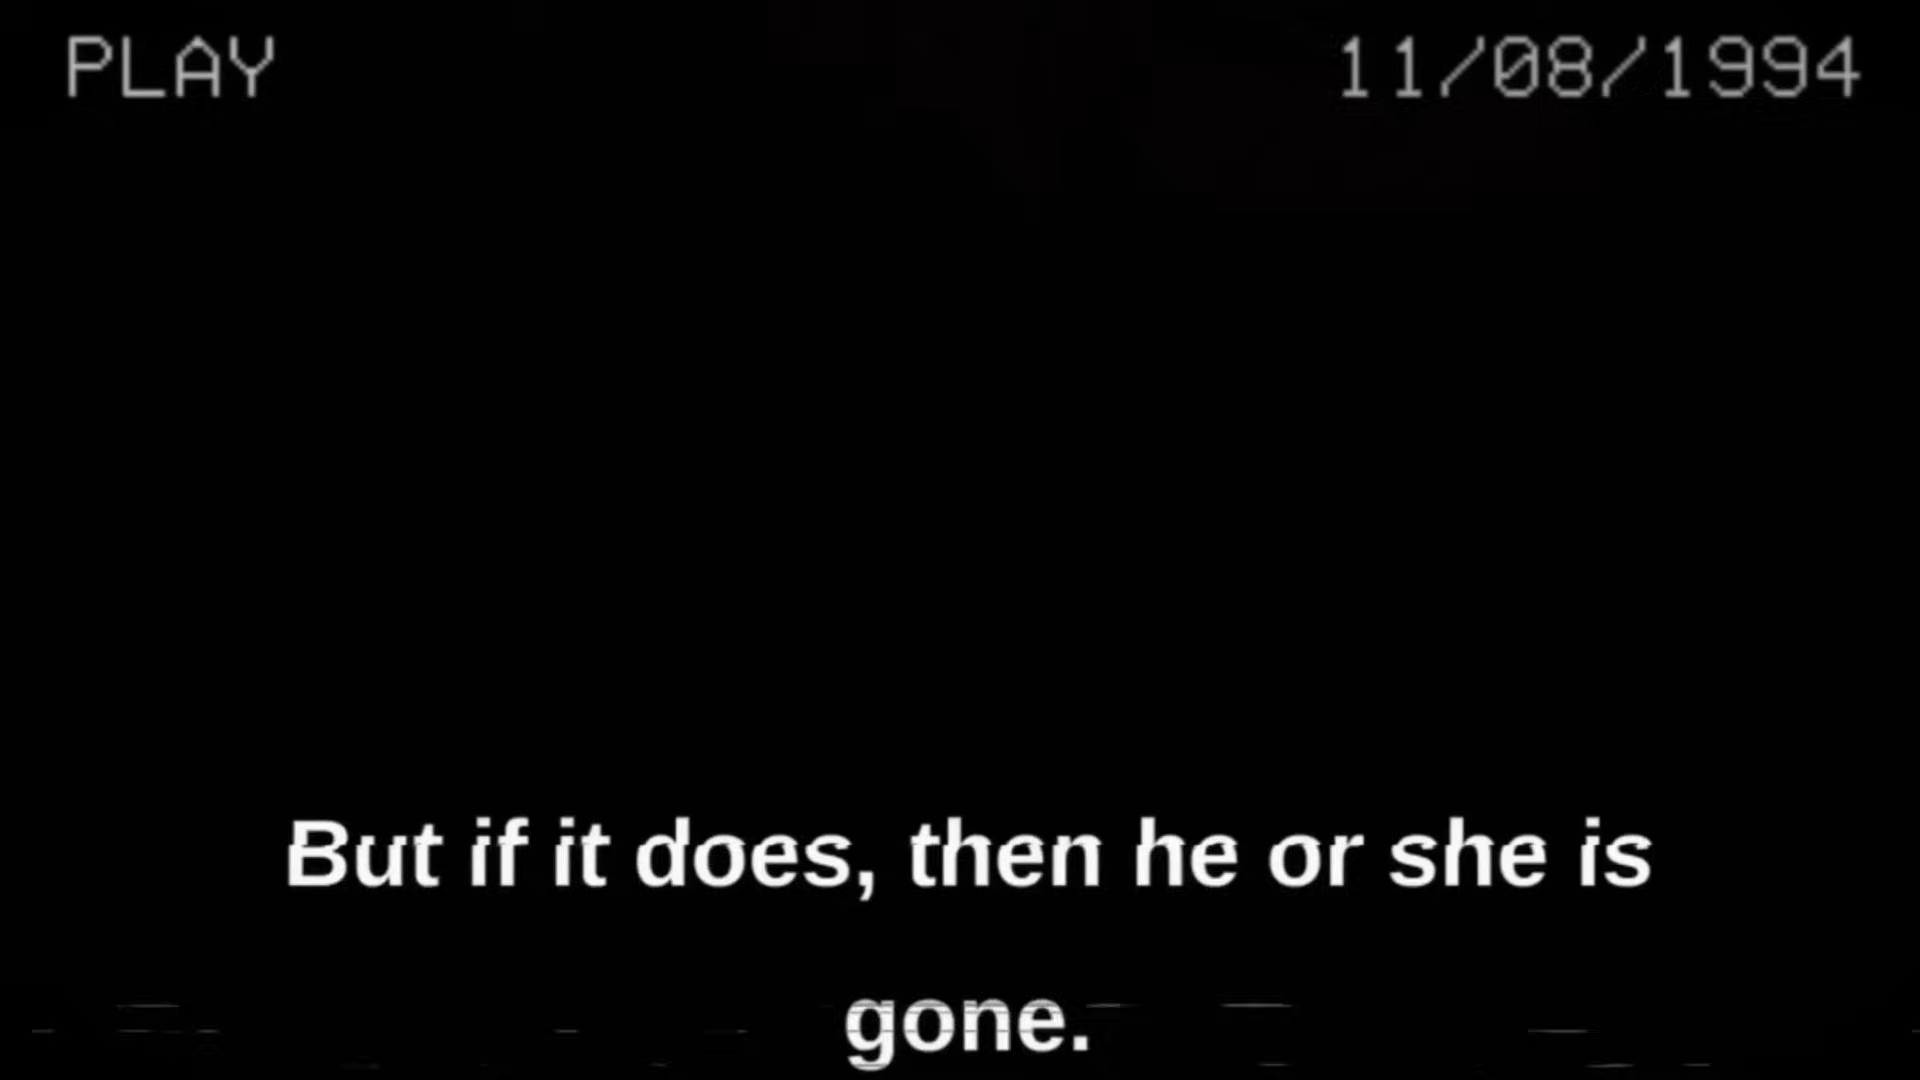 PLAY
11/08/1994
But if it does, then he or she is
gone.